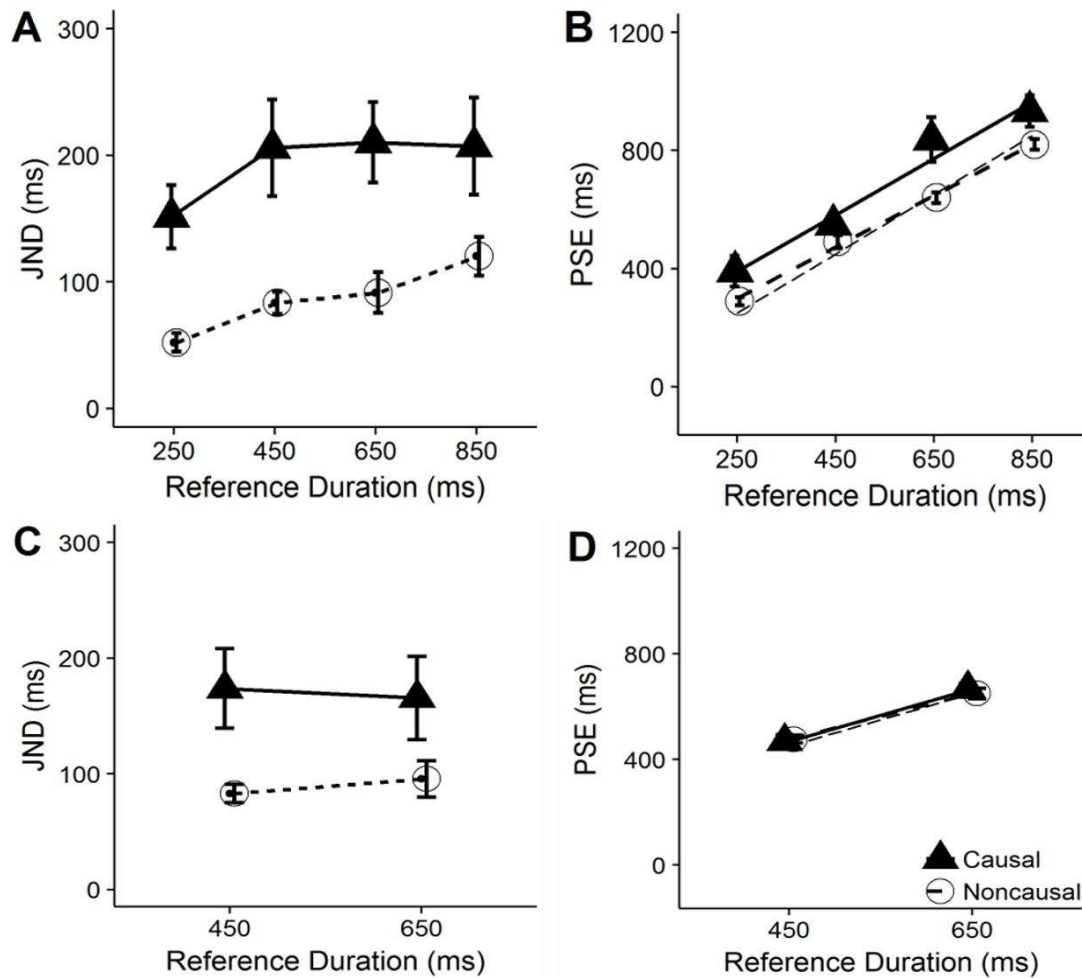 A
JND (ms)
300
200
100
0
250 450 650 850
Reference Duration (ms)
B
PSE (ms)
1200
800
400
0
250 450 650 850
Reference Duration (ms)
C
JND (ms)
300
200
100
0
450 650
Reference Duration (ms)
D
PSE (ms)
1200
800
400
0
Causal
Noncausal
450 650
Reference Duration (ms)